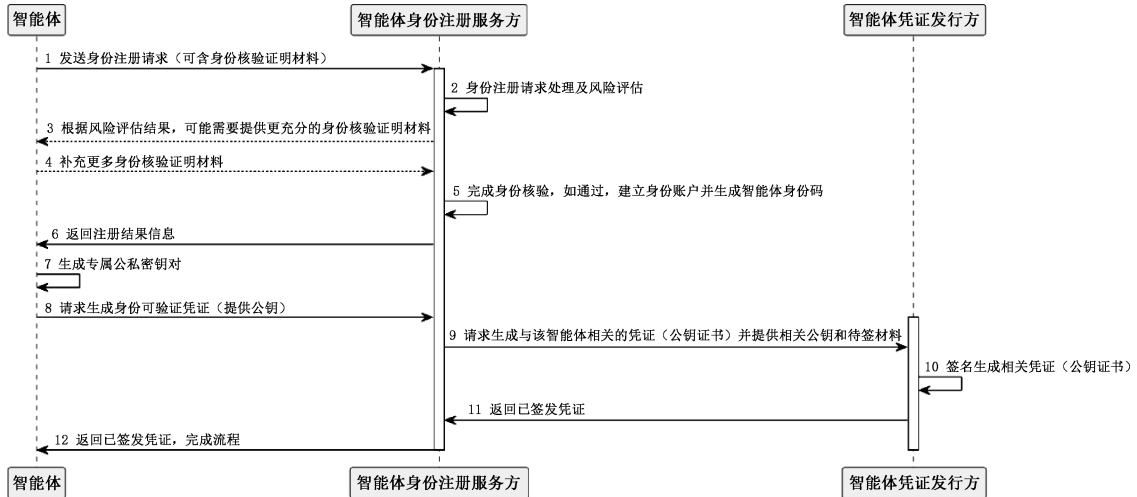 智能体
智能体身份注册服务方
智能体凭证发行方
1 发送身份注册请求（可含身份核验证明材料）
2 身份注册请求处理及风险评估
3 根据风险评估结果，可能需要提供更充分的身份核验证明材料
4 补充更多身份核验证明材料
5 完成身份核验，如通过，建立身份账户并生成智能体身份码
6 返回注册结果信息
7 生成专属公私密钥对
8 请求生成身份可验证凭证（提供公钥）
9 请求生成与该智能体相关的凭证（公钥证书）并提供相关公钥和待签材料
10 签名生成相关凭证（公钥证书）
11 返回已签发凭证
12 返回已签发凭证，完成流程
智能体
智能体身份注册服务方
智能体凭证发行方